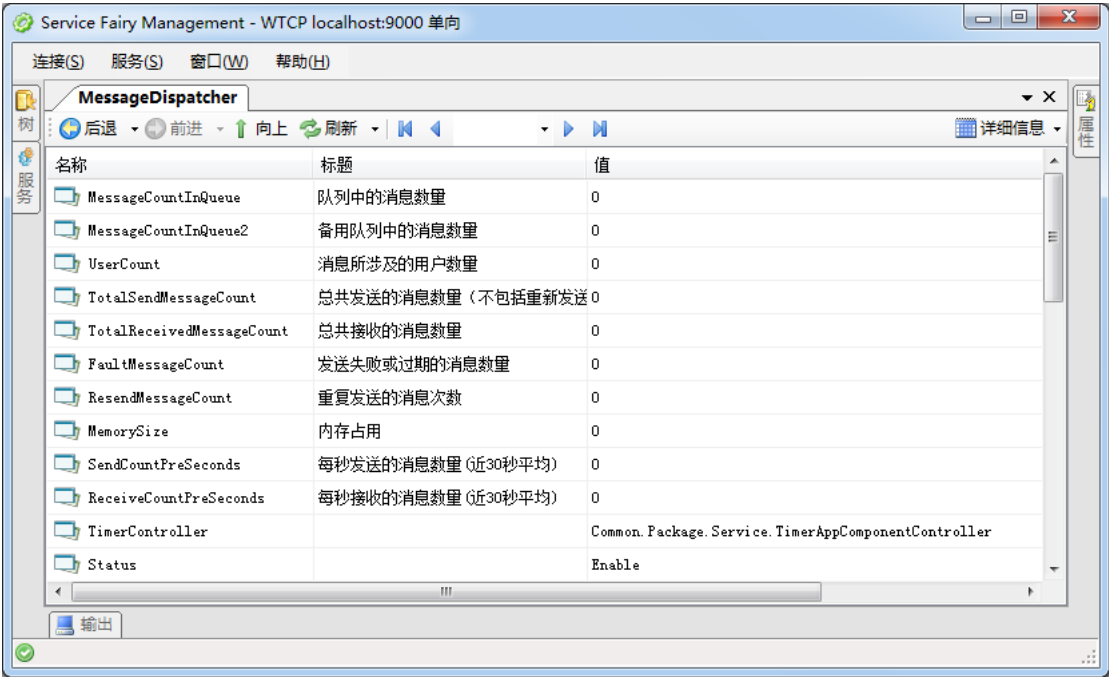 Service Fairy Management - WTCP localhost:9000 单向
连接(S) 服务(S) 窗口(W) 帮助(H)
树
服务
MessageDispatcher
属性
后退 前进 向上 刷新 详细信息
名称 标题 值
MessageCountInQueue 队列中的消息数量 0
MessageCountInQueue2 备用队列中的消息数量 0
UserCount 消息所涉及的用户数量 0
TotalSendMessageCount 总共发送的消息数量（不包括重新发送 0
TotalReceivedMessageCount 总共接收的消息数量 0
FaultMessageCount 发送失败或过期的消息数量 0
ResendMessageCount 重复发送的消息次数 0
MemorySize 内存占用 0
SendCountPreSeconds 每秒发送的消息数量(近30秒平均) 0
ReceiveCountPreSeconds 每秒接收的消息数量(近30秒平均) 0
TimerController Common.Package.Service.TimerAppComponentController
Status Enable
输出